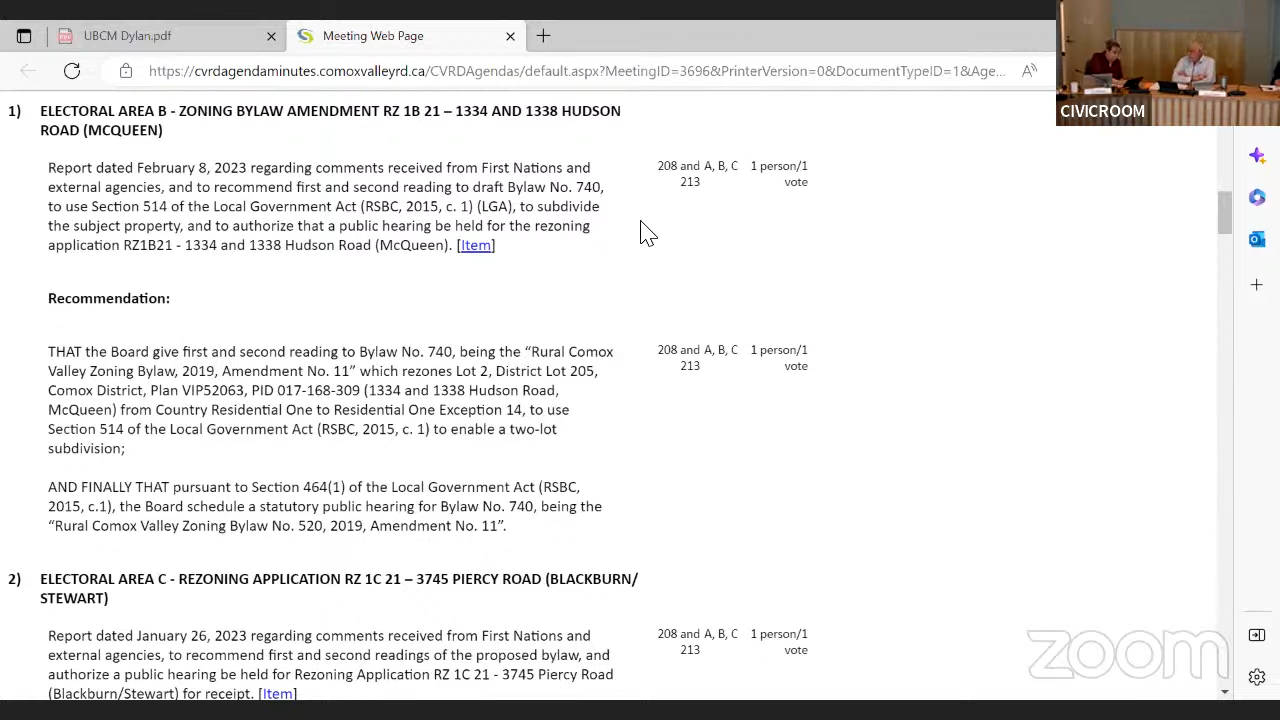 UBCM Dylan.pdf
Meeting Web Page
https://cvrdagendaminutes.comoxvalleyrd.ca/CVRDAgendas/default.aspx?MeetingID=3696&PrinterVersion=0&DocumentTypeID=1&Age...
CIVICROOM
1) ELECTORAL AREA B - ZONING BYLAW AMENDMENT RZ 1B 21 – 1334 AND 1338 HUDSON
ROAD (MCQUEEN)
Report dated February 8, 2023 regarding comments received from First Nations and 208 and A, B, C 1 person/1
external agencies, and to recommend first and second reading to draft Bylaw No. 740, 213 vote
to use Section 514 of the Local Government Act (RSBC, 2015, c. 1) (LGA), to subdivide
the subject property, and to authorize that a public hearing be held for the rezoning
application RZ1B21 - 1334 and 1338 Hudson Road (McQueen). [Item]
Recommendation:
THAT the Board give first and second reading to Bylaw No. 740, being the “Rural Comox 208 and A, B, C 1 person/1
Valley Zoning Bylaw, 2019, Amendment No. 11” which rezones Lot 2, District Lot 205, 213 vote
Comox District, Plan VIP52063, PID 017-168-309 (1334 and 1338 Hudson Road,
McQueen) from Country Residential One to Residential One Exception 14, to use
Section 514 of the Local Government Act (RSBC, 2015, c. 1) to enable a two-lot
subdivision;
AND FINALLY THAT pursuant to Section 464(1) of the Local Government Act (RSBC,
2015, c.1), the Board schedule a statutory public hearing for Bylaw No. 740, being the
“Rural Comox Valley Zoning Bylaw No. 520, 2019, Amendment No. 11”.
2) ELECTORAL AREA C - REZONING APPLICATION RZ 1C 21 – 3745 PIERCY ROAD (BLACKBURN/
STEWART)
Report dated January 26, 2023 regarding comments received from First Nations and 208 and A, B, C 1 person/1
external agencies, to recommend first and second readings of the proposed bylaw, and 213 vote
authorize a public hearing be held for Rezoning Application RZ 1C 21 - 3745 Piercy Road
(Blackburn/Stewart) for receipt. [Item]
zoom